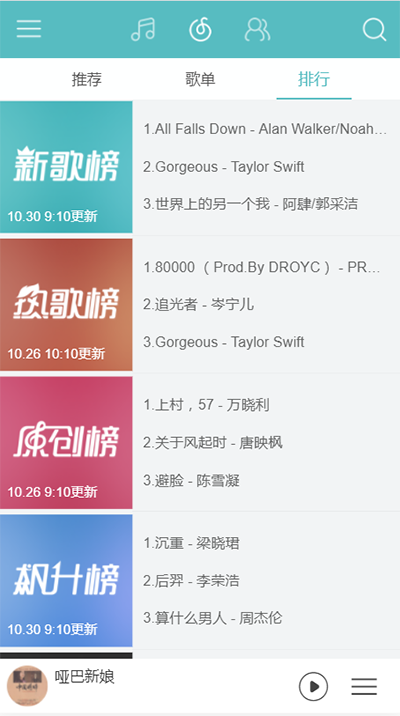 推荐 歌单 排行
新歌榜
10.30 9:10更新
1.All Falls Down - Alan Walker/Noah...
2.Gorgeous - Taylor Swift
3.世界上的另一个我 - 阿肆/郭采洁
热歌榜
10.26 10:10更新
1.80000 （Prod.By DROYC） - PR...
2.追光者 - 岑宁儿
3.Gorgeous - Taylor Swift
原创榜
10.26 9:10更新
1.上村，57 - 万晓利
2.关于风起时 - 唐映枫
3.避脸 - 陈雪凝
飙升榜
10.30 9:10更新
1.沉重 - 梁晓珺
2.后羿 - 李荣浩
3.算什么男人 - 周杰伦
哑巴新娘